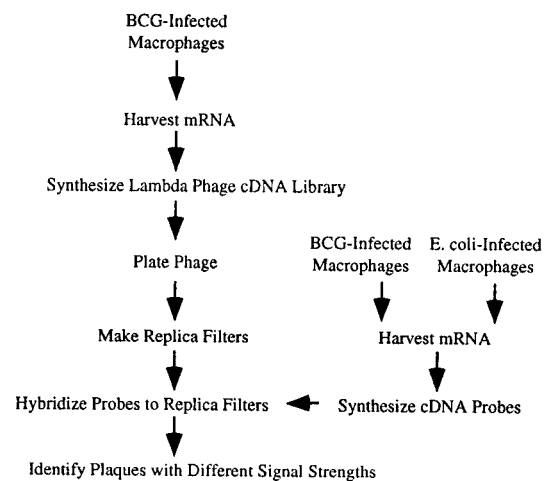 BCG-Infected
Macrophages
Harvest mRNA
Synthesize Lambda Phage cDNA Library
Plate Phage
Make Replica Filters
BCG-Infected
Macrophages
E. coli-Infected
Macrophages
Harvest mRNA
Synthesize cDNA Probes
Hybridize Probes to Replica Filters
Identify Plaques with Different Signal Strengths